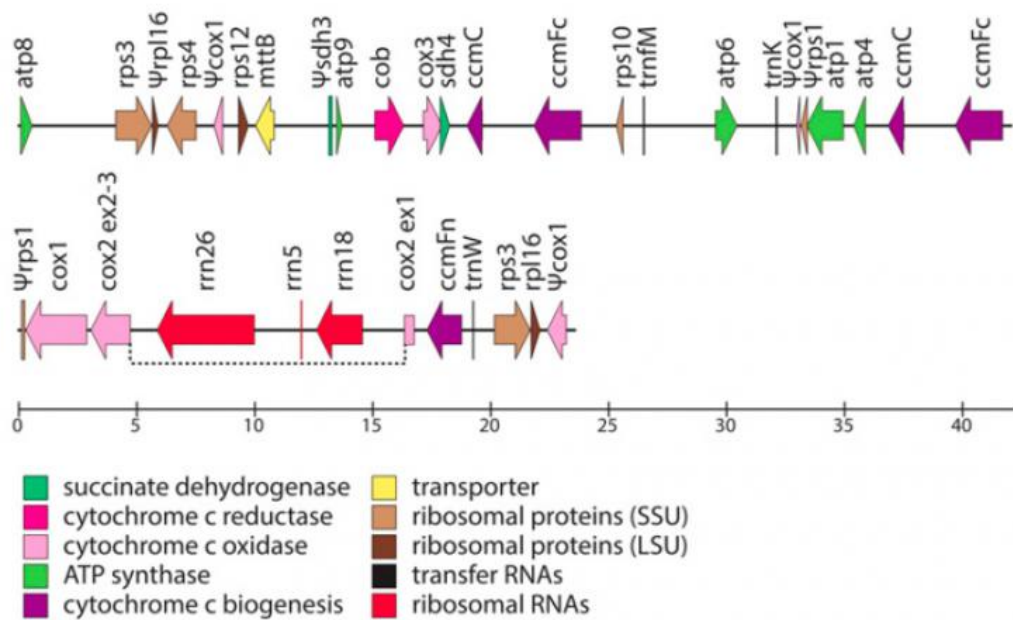 atp8 rps3 Ψrpl16 rps4 Ψcox1 rps12 mttB Ψsdh3 atp9 cob cox3 sdh4 ccmC ccmFc rps10 trnfM atp6 trnK Ψcox1 Ψrps1 atp1 atp4 ccmC ccmFc
Ψrps1 cox1 cox2 ex2-3 rrn26 rrn5 rrn18 cox2 ex1 ccmFn trnW rps3 rpl16 Ψcox1
0 5 10 15 20 25 30 35 40
succinate dehydrogenase
cytochrome c reductase
cytochrome c oxidase
ATP synthase
cytochrome c biogenesis
transporter
ribosomal proteins (SSU)
ribosomal proteins (LSU)
transfer RNAs
ribosomal RNAs